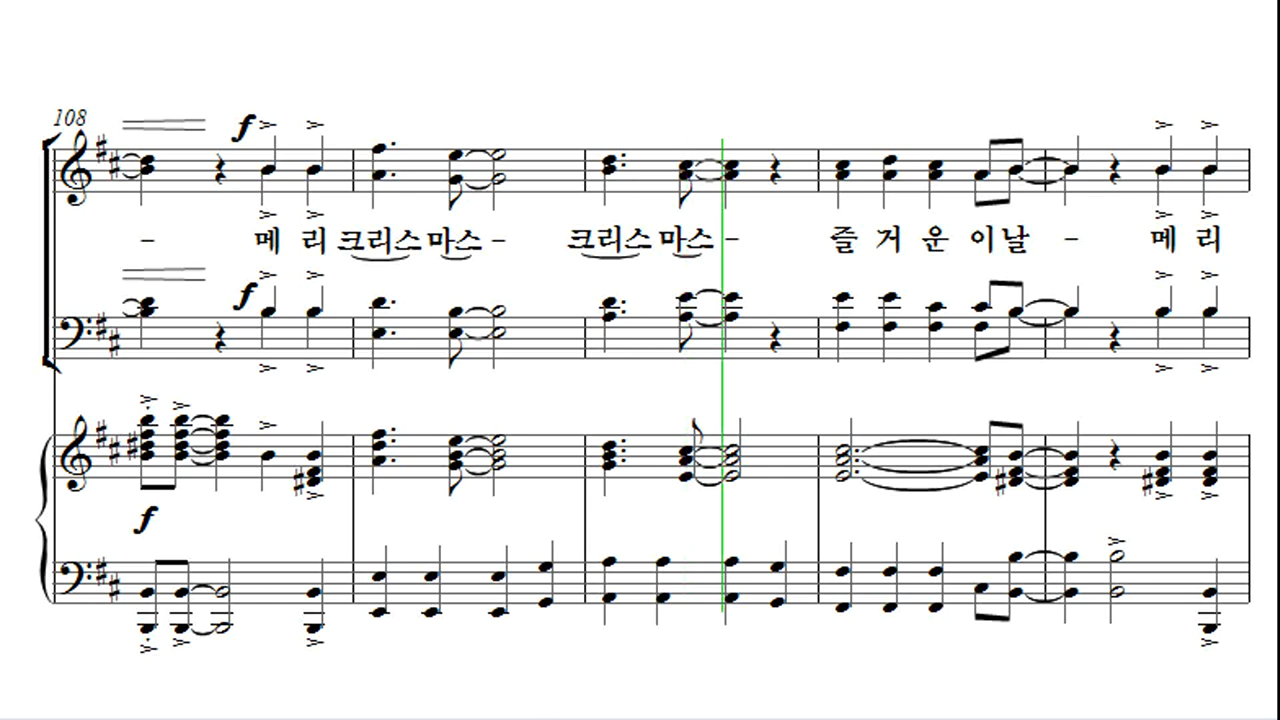 108
f
- 메 리 크리스 마스 - 크리스 마스 - 즐 거 운 이 날 - 메 리
f
f